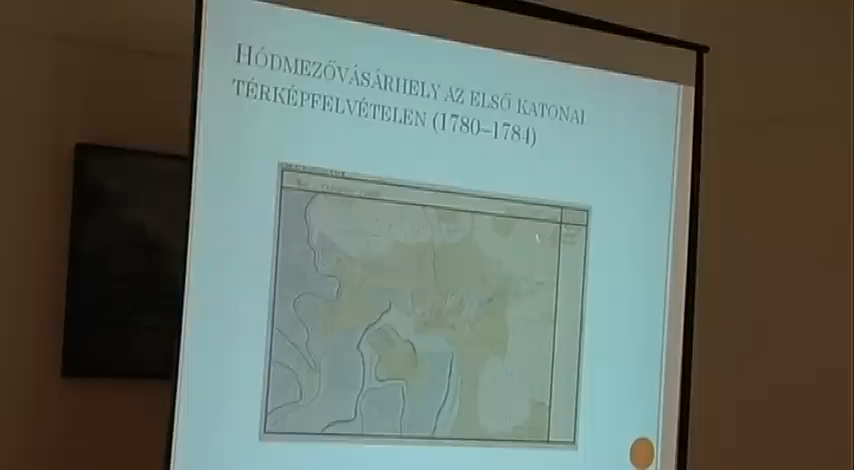 HÓDMEZŐVÁSÁRHELY AZ ELSŐ KATONAI
TÉRKÉPFELVÉTELEN (1780–1784)